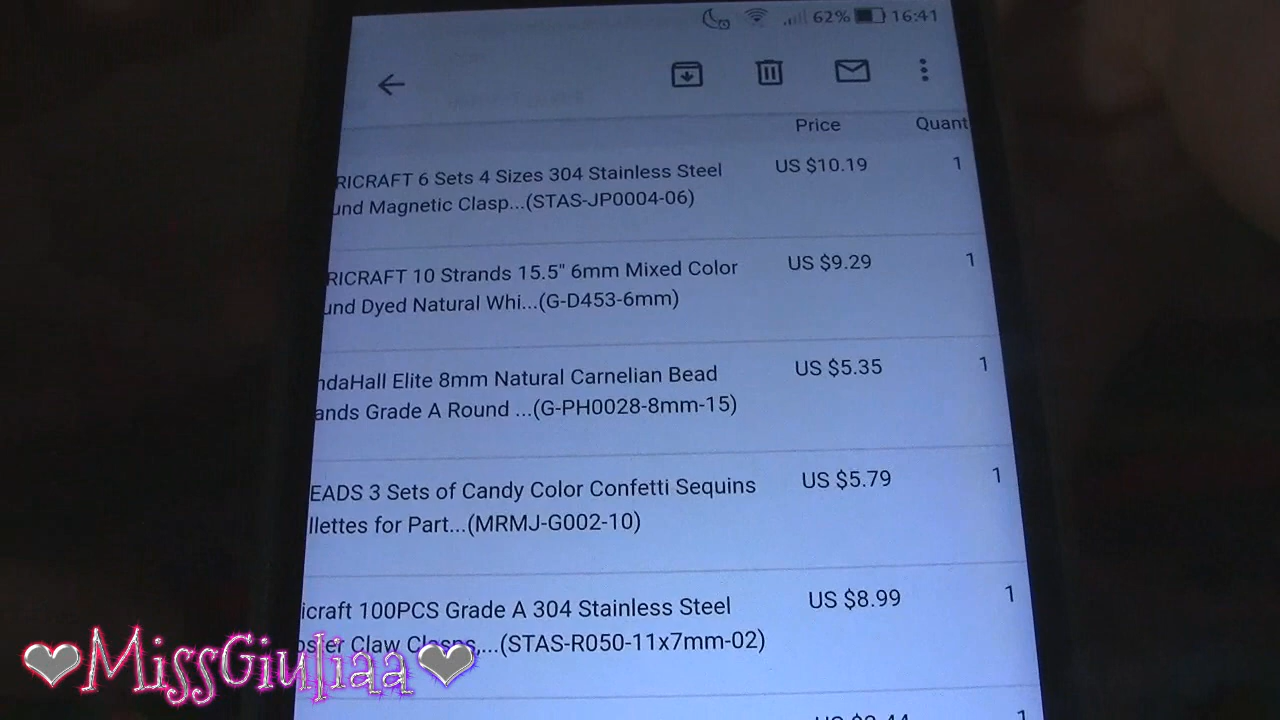 62% 16:41
Price Quant
RICRAFT 6 Sets 4 Sizes 304 Stainless Steel US $10.19 1
und Magnetic Clasp...(STAS-JP0004-06)
RICRAFT 10 Strands 15.5" 6mm Mixed Color US $9.29 1
und Dyed Natural Whi...(G-D453-6mm)
ndaHall Elite 8mm Natural Carnelian Bead US $5.35 1
ands Grade A Round ...(G-PH0028-8mm-15)
EADS 3 Sets of Candy Color Confetti Sequins US $5.79 1
llettes for Part...(MRMJ-G002-10)
icraft 100PCS Grade A 304 Stainless Steel US $8.99 1
oster Claw Clasps,...(STAS-R050-11x7mm-02)
MissGiuliaa